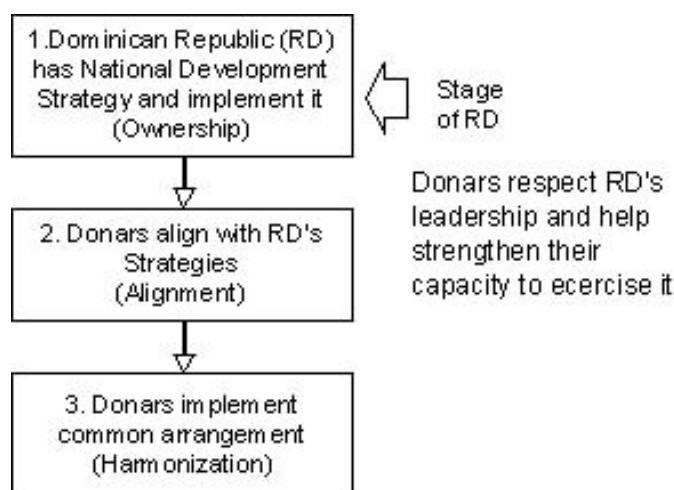 1.Dominican Republic (RD)
has National Development
Strategy and implement it
(Ownership)
Stage
of RD
Donars respect RD's
leadership and help
strengthen their
capacity to ecercise it
2. Donars align with RD's
Strategies
(Alignment)
3. Donars implement
common arrangement
(Harmonization)